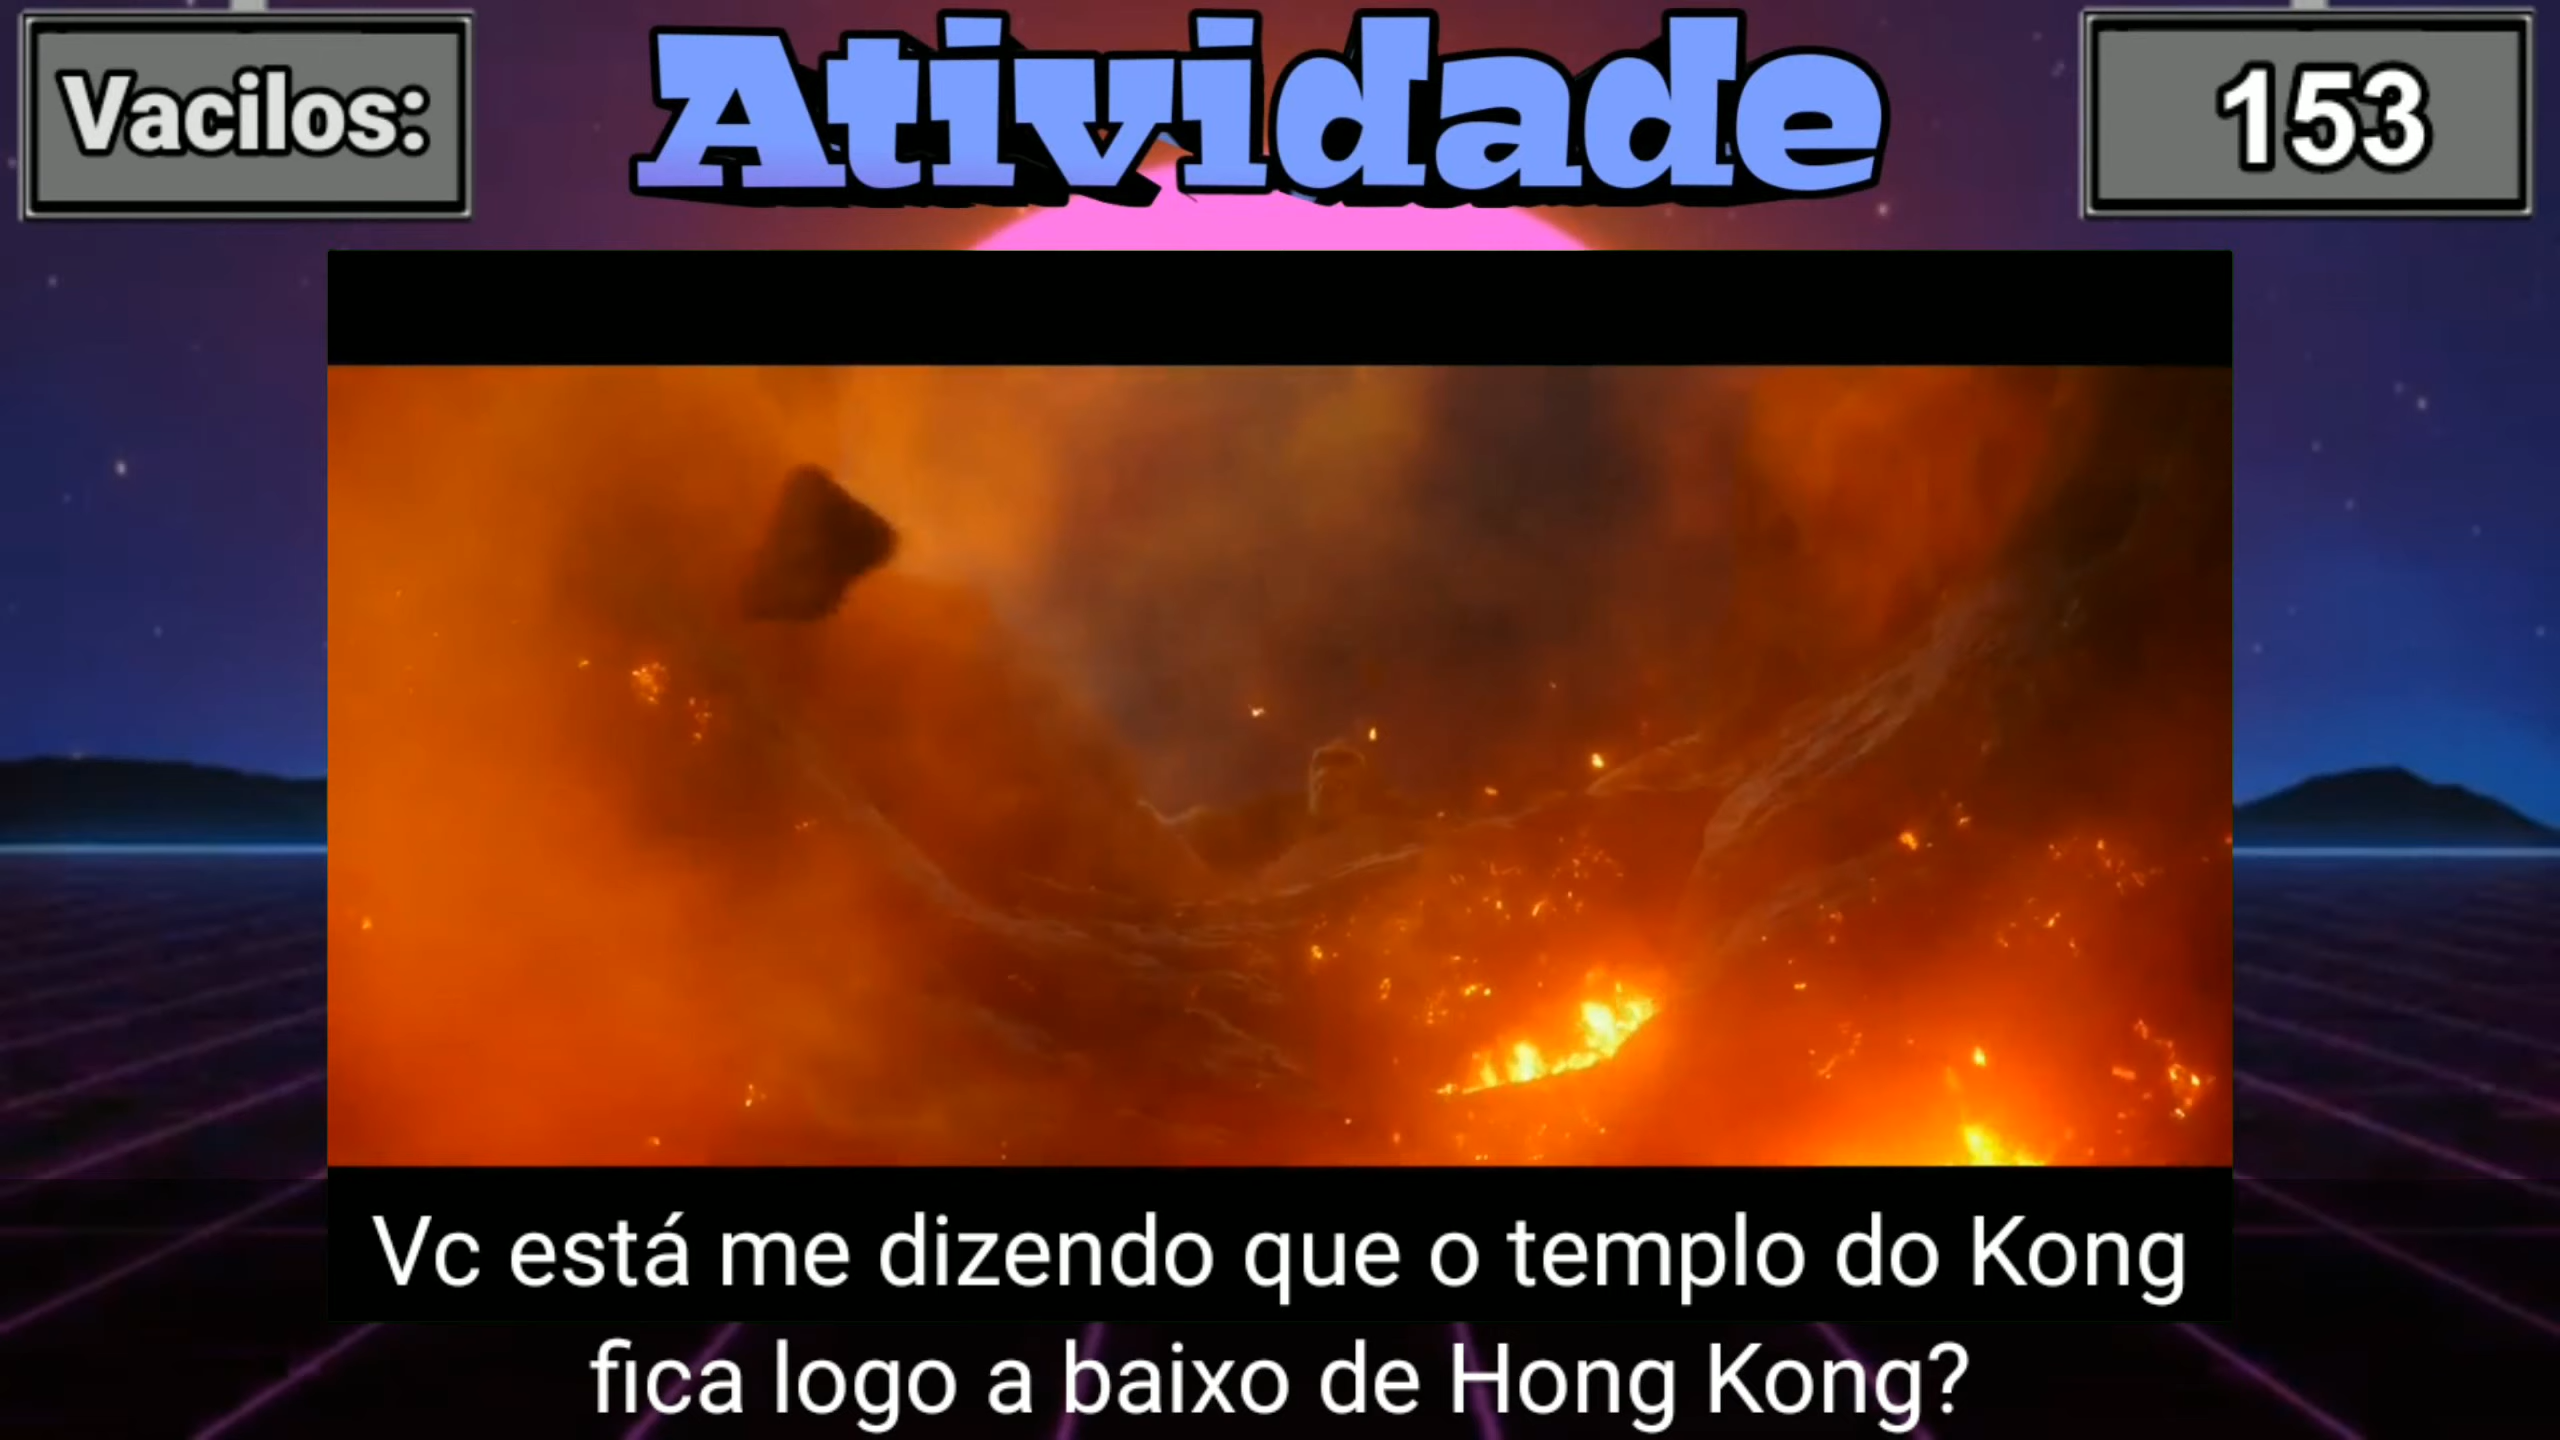 Vacilos:
Atividade
153
Vc está me dizendo que o templo do Kong
fica logo a baixo de Hong Kong?